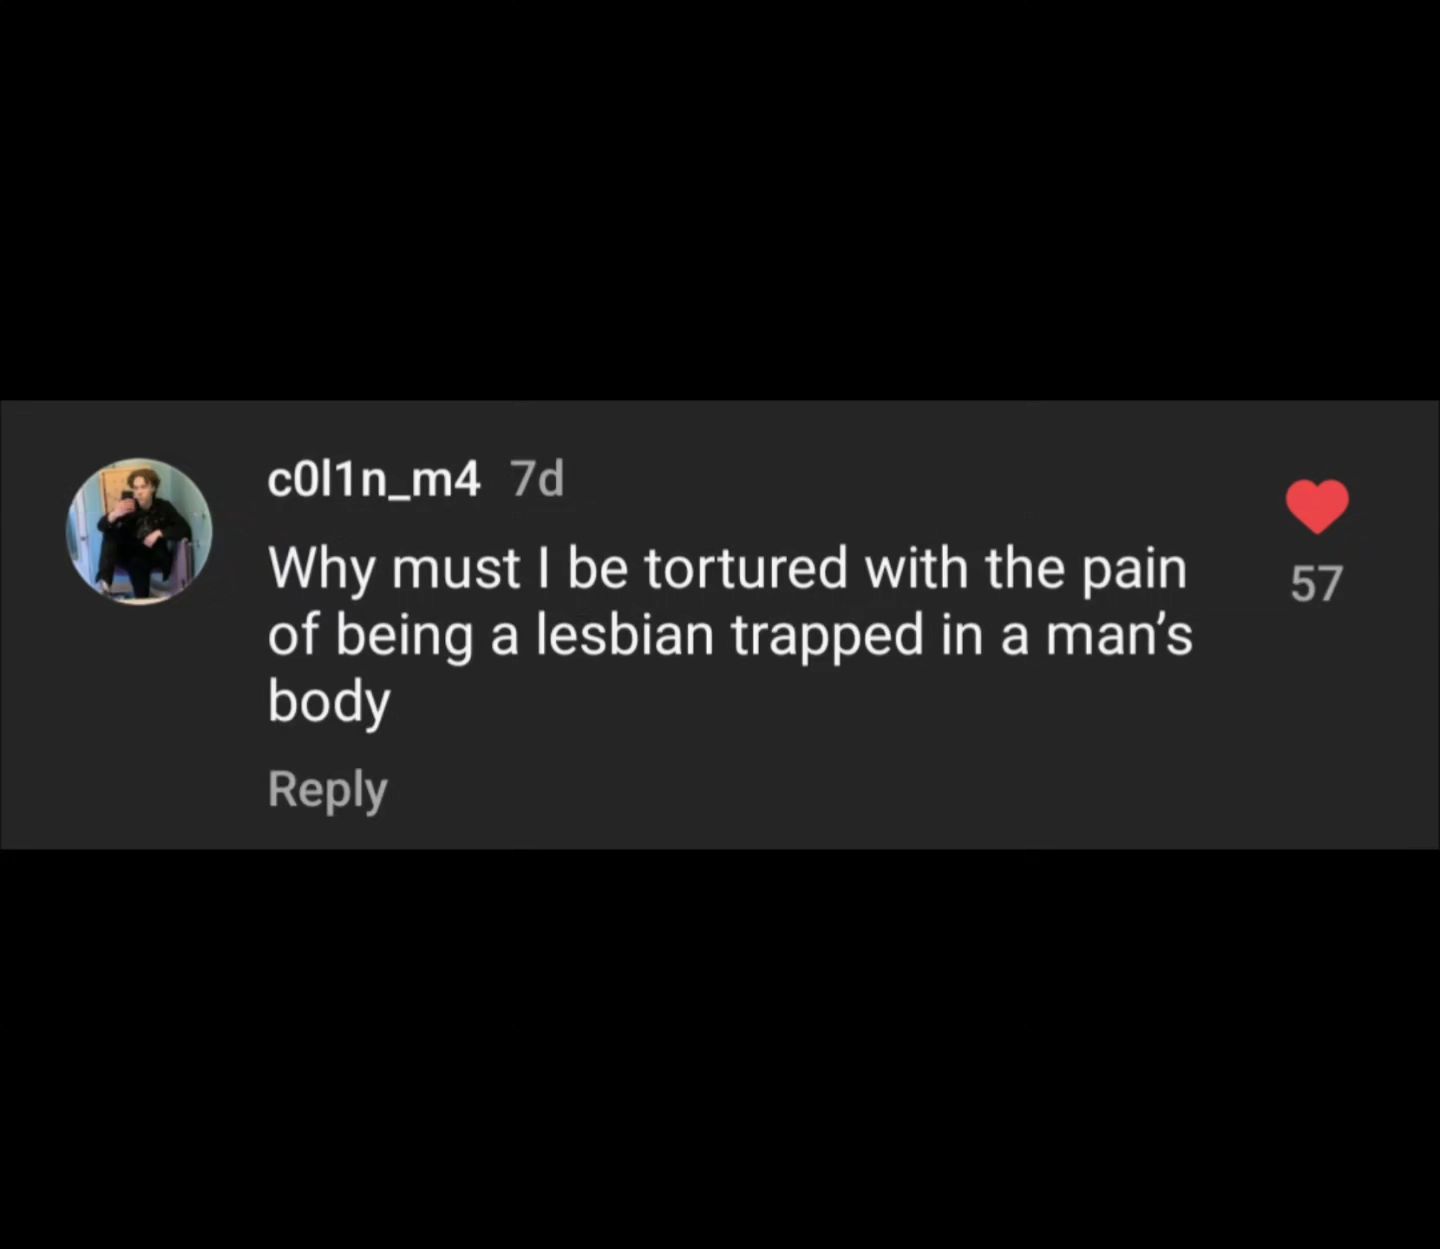 c0l1n_m4 7d
Why must I be tortured with the pain
of being a lesbian trapped in a man’s
body
57
Reply